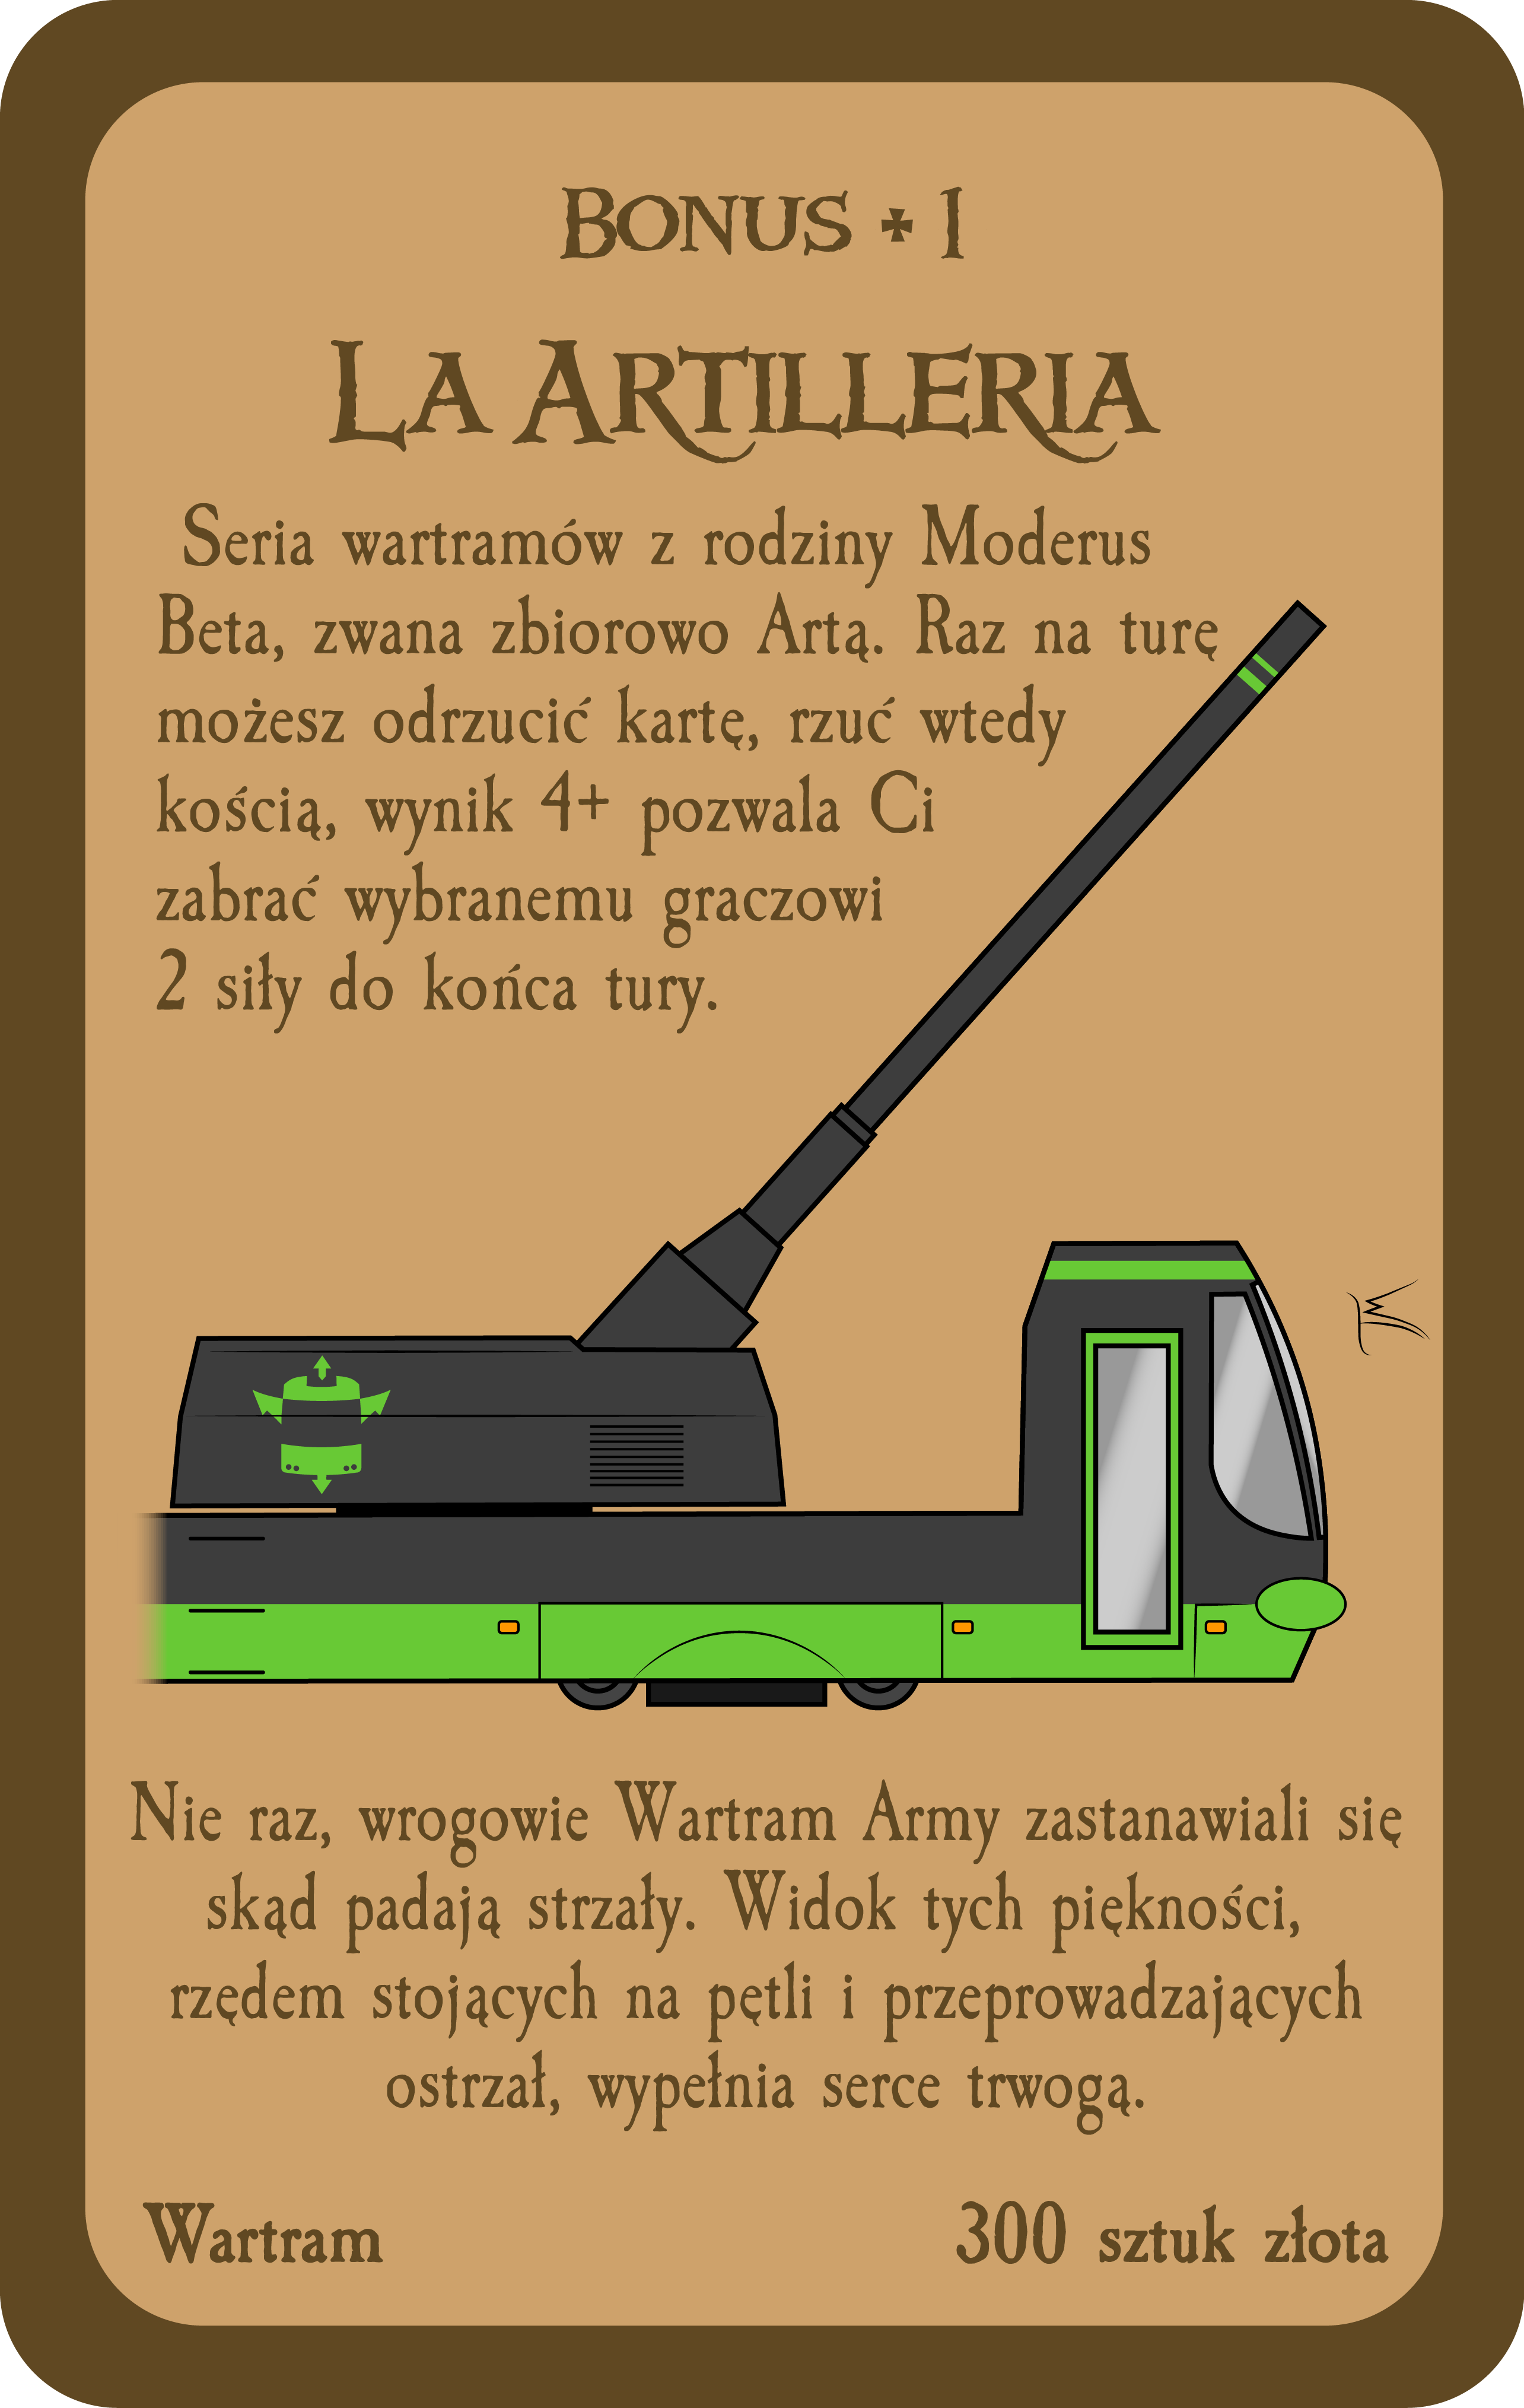 Bonus + 1
La Artilleria
Seria wartramów z rodziny Moderus
Beta, zwana zbiorowo Artą. Raz na turę
możesz odrzucić kartę, rzuć wtedy
kością, wynik 4+ pozwala Ci
zabrać wybranemu graczowi
2 siły do końca tury.
Nie raz, wrogowie Wartram Army zastanawiali się
skąd padają strzały. Widok tych piękności,
rzędem stojących na pętli i przeprowadzających
ostrzał, wypełnia serce trwogą.
Wartram
300 sztuk złota